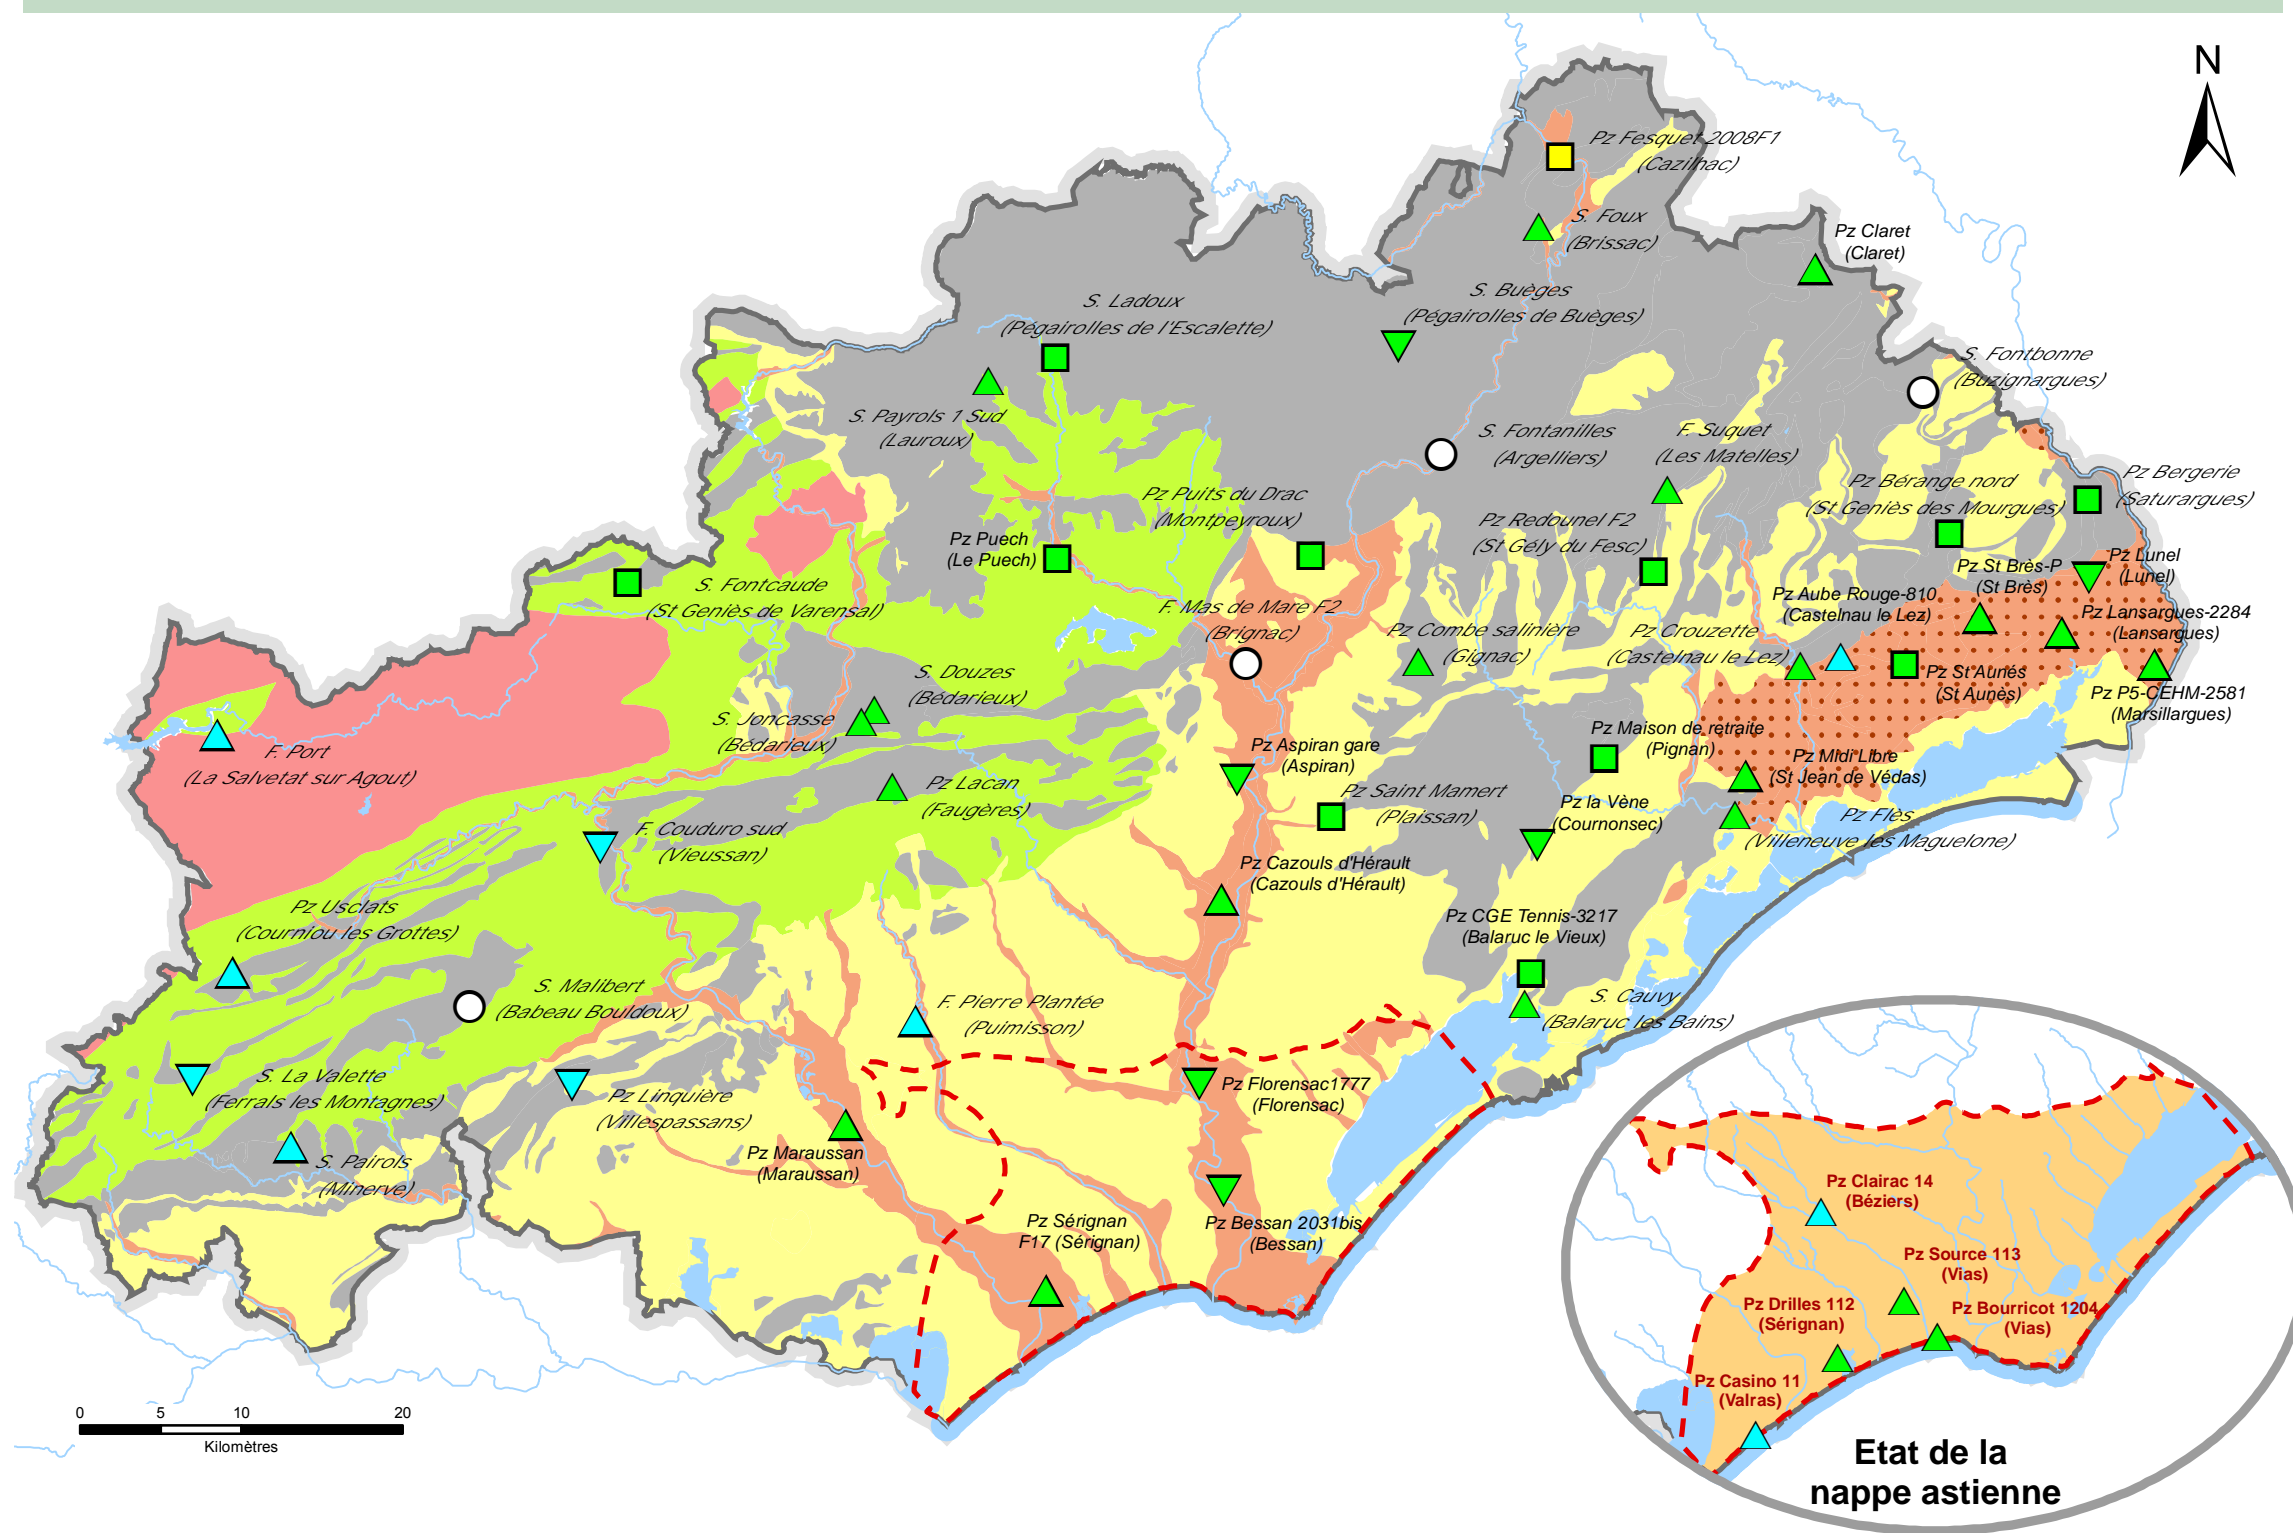 N
Pz Fesquet 2008F1
(Cazilhac)
S. Foux
(Brissac)
Pz Claret
(Claret)
S. Buèges
(Pégairolles de Buèges)
S. Ladoux
(Pégairolles de l'Escalette)
S. Fontbonne
(Buzignargues)
S. Payrols 1 Sud
(Lauroux)
S. Fontanilles
(Argelliers)
F. Suquet
(Les Matelles)
Pz Bergerie
(Saturargues)
Pz Bérange nord
(St Geniès des Mourgues)
Pz Puits du Drac
(Montpeyroux)
Pz Redounel F2
(St Gély du Fesc)
Pz Puech
(Le Puech)
Pz Lunel
(Lunel)
Pz St Brès-P
(St Brès)
S. Fontcaude
(St Geniès de Varensal)
Pz Aube Rouge-810
(Castelnau le Lez)
F. Mas de Mare F2
(Brignac)
Pz Lansargues-2284
(Lansargues)
Pz Combe salinière
(Gignac)
Pz Crouzette
(Castelnau le Lez)
S. Douzes
(Bédarieux)
Pz St Aunés
(St Aunès)
Pz P5-CEHM-2581
(Marsillargues)
S. Joncasse
(Bédarieux)
Pz Maison de retraite
(Pignan)
F. Port
(La Salvetat sur Agout)
Pz Aspiran gare
(Aspiran)
Pz Midi Libre
(St Jean de Védas)
Pz Lacan
(Faugères)
Pz Saint Mamert
(Plaissan)
Pz la Vène
(Cournonsec)
Pz Flès
(Villeneuve les Maguelone)
F. Couduro sud
(Vieussan)
Pz Cazouls d'Hérault
(Cazouls d'Hérault)
Pz Usclats
(Courniou les Grottes)
Pz CGE Tennis-3217
(Balaruc le Vieux)
S. Malibert
(Babeau Bouldoux)
F. Pierre Plantée
(Puimisson)
S. Cauvy
(Balaruc les Bains)
S. La Valette
(Ferrals les Montagnes)
Pz Linquière
(Villespassans)
Pz Florensac1777
(Florensac)
Pz Maraussan
(Maraussan)
S. Pairols
(Minerve)
Pz Sérignan
F17 (Sérignan)
Pz Bessan 2031bis
(Bessan)
Pz Clairac 14
(Béziers)
Pz Source 113
(Vias)
Pz Drilles 112
(Sérignan)
Pz Bourricot 1204
(Vias)
Pz Casino 11
(Valras)
Etat de la
nappe astienne
0 5 10 20
Kilomètres